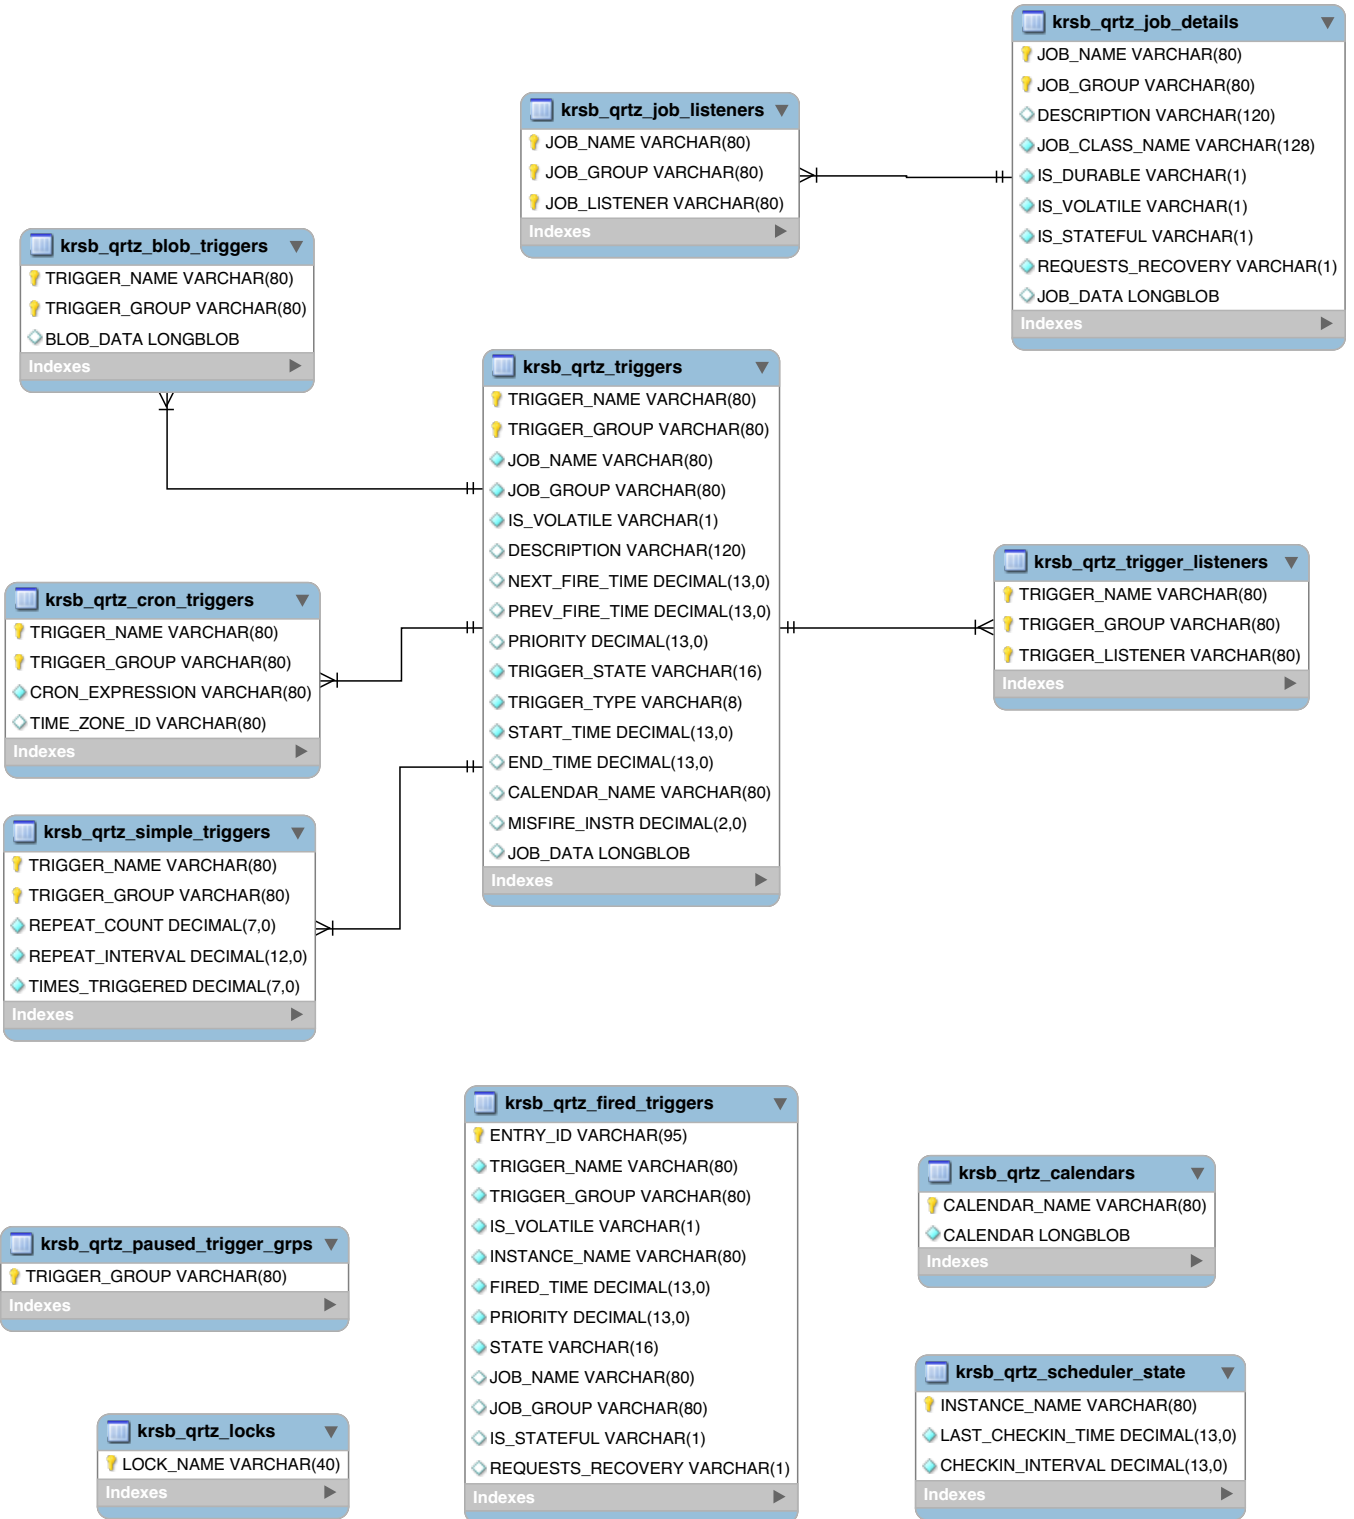 krsb_qrtz_job_details
JOB_NAME VARCHAR(80)
JOB_GROUP VARCHAR(80)
DESCRIPTION VARCHAR(120)
JOB_CLASS_NAME VARCHAR(128)
IS_DURABLE VARCHAR(1)
IS_VOLATILE VARCHAR(1)
IS_STATEFUL VARCHAR(1)
REQUESTS_RECOVERY VARCHAR(1)
JOB_DATA LONGBLOB
Indexes
krsb_qrtz_job_listeners
JOB_NAME VARCHAR(80)
JOB_GROUP VARCHAR(80)
JOB_LISTENER VARCHAR(80)
Indexes
krsb_qrtz_blob_triggers
TRIGGER_NAME VARCHAR(80)
TRIGGER_GROUP VARCHAR(80)
BLOB_DATA LONGBLOB
Indexes
krsb_qrtz_triggers
TRIGGER_NAME VARCHAR(80)
TRIGGER_GROUP VARCHAR(80)
JOB_NAME VARCHAR(80)
JOB_GROUP VARCHAR(80)
IS_VOLATILE VARCHAR(1)
DESCRIPTION VARCHAR(120)
NEXT_FIRE_TIME DECIMAL(13,0)
PREV_FIRE_TIME DECIMAL(13,0)
PRIORITY DECIMAL(13,0)
TRIGGER_STATE VARCHAR(16)
TRIGGER_TYPE VARCHAR(8)
START_TIME DECIMAL(13,0)
END_TIME DECIMAL(13,0)
CALENDAR_NAME VARCHAR(80)
MISFIRE_INSTR DECIMAL(2,0)
JOB_DATA LONGBLOB
Indexes
krsb_qrtz_trigger_listeners
TRIGGER_NAME VARCHAR(80)
TRIGGER_GROUP VARCHAR(80)
TRIGGER_LISTENER VARCHAR(80)
Indexes
krsb_qrtz_cron_triggers
TRIGGER_NAME VARCHAR(80)
TRIGGER_GROUP VARCHAR(80)
CRON_EXPRESSION VARCHAR(80)
TIME_ZONE_ID VARCHAR(80)
Indexes
krsb_qrtz_simple_triggers
TRIGGER_NAME VARCHAR(80)
TRIGGER_GROUP VARCHAR(80)
REPEAT_COUNT DECIMAL(7,0)
REPEAT_INTERVAL DECIMAL(12,0)
TIMES_TRIGGERED DECIMAL(7,0)
Indexes
krsb_qrtz_fired_triggers
ENTRY_ID VARCHAR(95)
TRIGGER_NAME VARCHAR(80)
TRIGGER_GROUP VARCHAR(80)
IS_VOLATILE VARCHAR(1)
INSTANCE_NAME VARCHAR(80)
FIRED_TIME DECIMAL(13,0)
PRIORITY DECIMAL(13,0)
STATE VARCHAR(16)
JOB_NAME VARCHAR(80)
JOB_GROUP VARCHAR(80)
IS_STATEFUL VARCHAR(1)
REQUESTS_RECOVERY VARCHAR(1)
Indexes
krsb_qrtz_calendars
CALENDAR_NAME VARCHAR(80)
CALENDAR LONGBLOB
Indexes
krsb_qrtz_paused_trigger_grps
TRIGGER_GROUP VARCHAR(80)
Indexes
krsb_qrtz_scheduler_state
INSTANCE_NAME VARCHAR(80)
LAST_CHECKIN_TIME DECIMAL(13,0)
CHECKIN_INTERVAL DECIMAL(13,0)
Indexes
krsb_qrtz_locks
LOCK_NAME VARCHAR(40)
Indexes